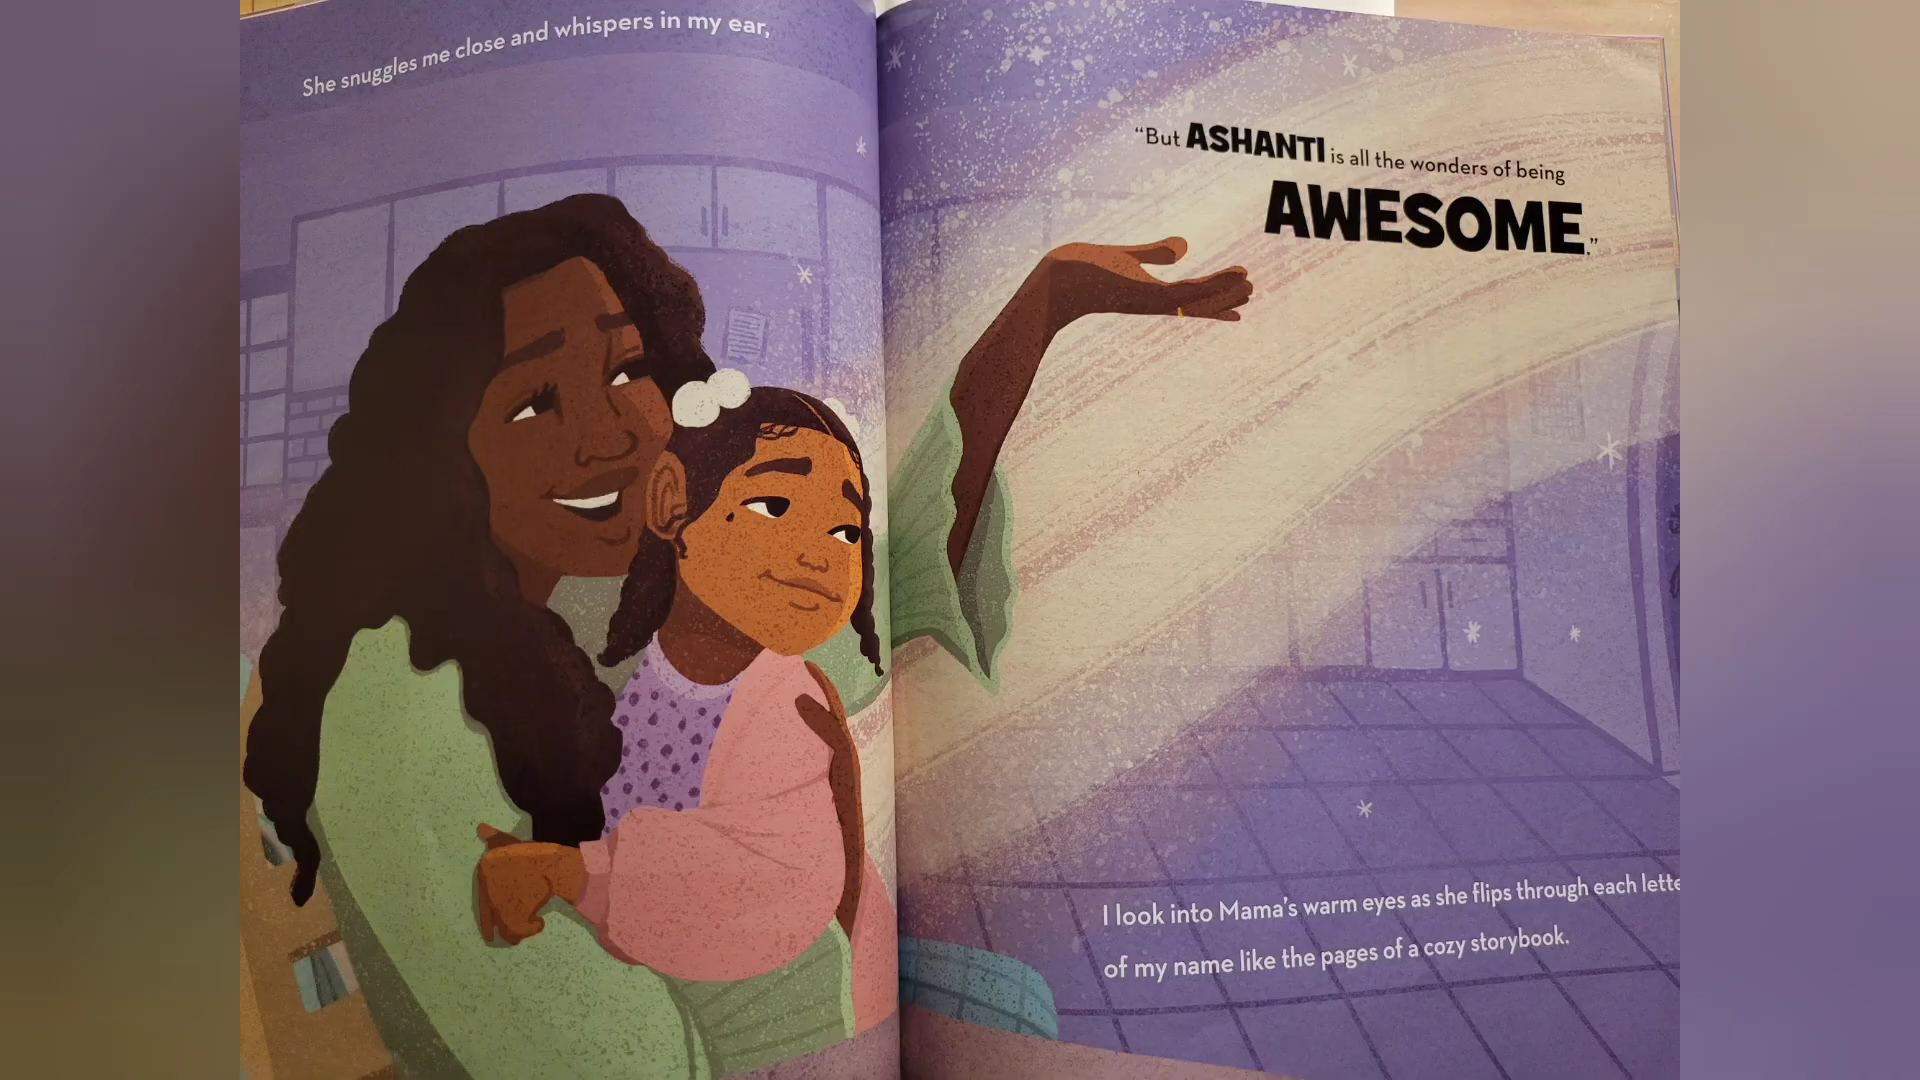 She snuggles me close and whispers in my ear,
“But ASHANTI is all the wonders of being
AWESOME.”
I look into Mama’s warm eyes as she flips through each lette
of my name like the pages of a cozy storybook.